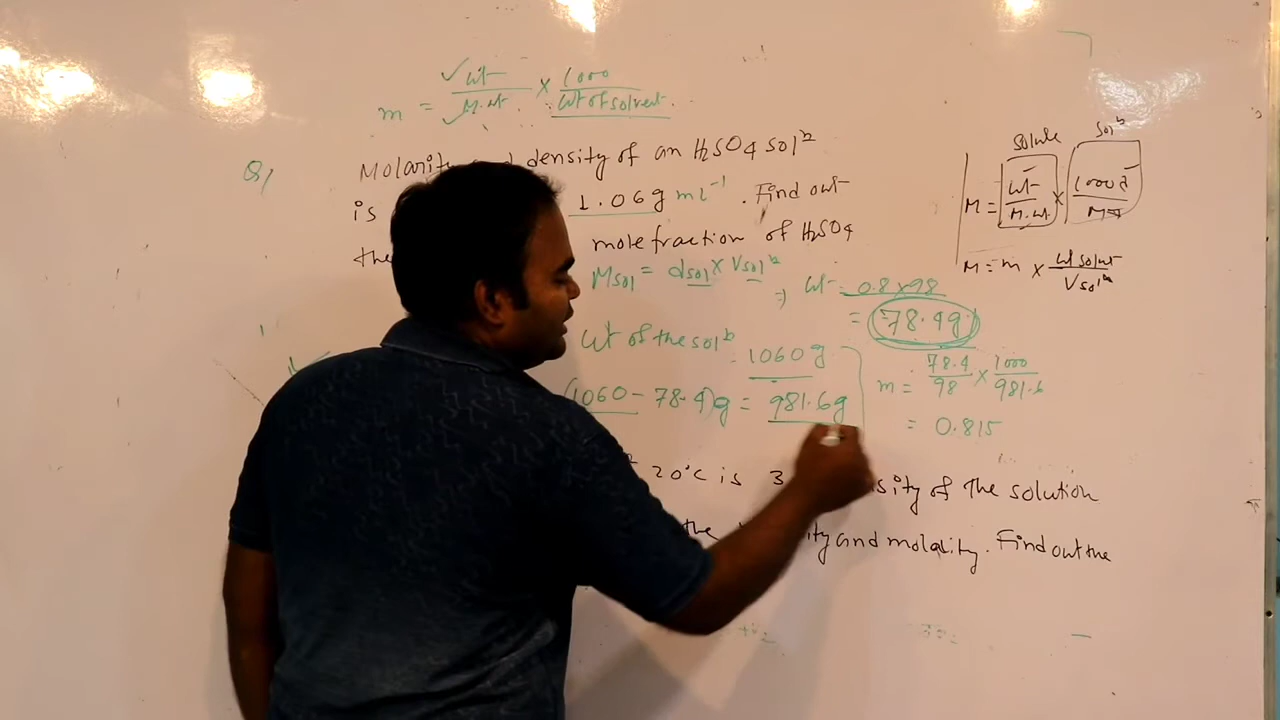 m = wt / M.wt × 1000 / wt of solvent.
Q1 Molarity and density of an H₂SO₄ solⁿ
is 1.06 g ml⁻¹. Find out
the mole fraction of H₂SO₄
Msol = dsol × Vsolⁿ
wt of the solⁿ = 1060 g
(1060 - 78.4)g = 981.6g
⇒ wt = 0.8×98
= 78.4g
m = 78.4 / 98 × 1000 / 981.6
= 0.815
20°C is 3 sity of the solution
the ity and molality. Find out the
solute solⁿ
M = wt / M.wt × 1000 d
M = m × wt solvt / Vsolⁿ